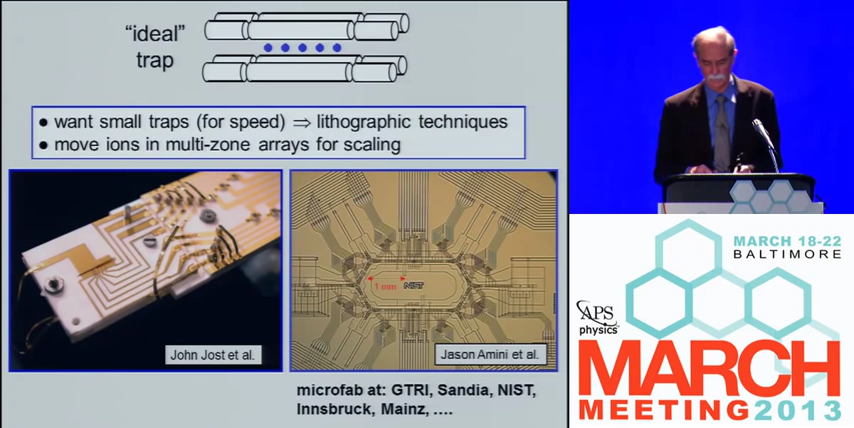 “ideal”
trap
• want small traps (for speed) ⇒ lithographic techniques
• move ions in multi-zone arrays for scaling
1 mm
NIST
John Jost et al.
Jason Amini et al.
microfab at: GTRI, Sandia, NIST,
Innsbruck, Mainz, ....
MARCH 18-22
BALTIMORE
APS
physics
MARCH
MEETING2013